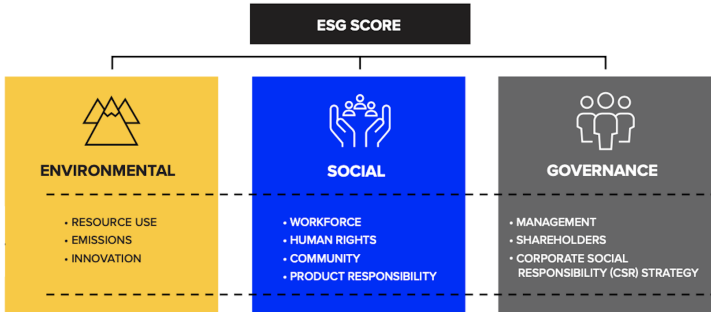 ESG SCORE
ENVIRONMENTAL
• RESOURCE USE
• EMISSIONS
• INNOVATION
SOCIAL
• WORKFORCE
• HUMAN RIGHTS
• COMMUNITY
• PRODUCT RESPONSIBILITY
GOVERNANCE
• MANAGEMENT
• SHAREHOLDERS
• CORPORATE SOCIAL
RESPONSIBILITY (CSR) STRATEGY